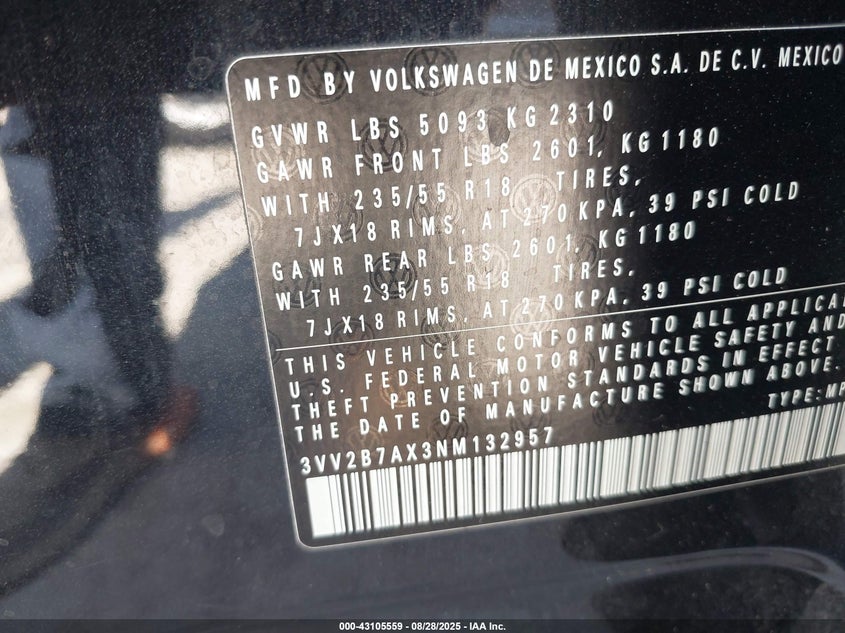 MFD BY VOLKSWAGEN DE MEXICO S.A. DE C.V. MEXICO
GVWR LBS 5093 KG 2310
GAWR FRONT LBS 2601, KG 1180
WITH 235/55 R18 TIRES,
7JX18 RIMS, AT 270 KPA, 39 PSI COLD
GAWR REAR LBS 2601, KG 1180
WITH 235/55 R18 TIRES,
7JX18 RIMS, AT 270 KPA, 39 PSI COLD
THIS VEHICLE CONFORMS TO ALL APPLICA
U.S. FEDERAL MOTOR VEHICLE SAFETY AND
THEFT PREVENTION STANDARDS IN EFFECT
THE DATE OF MANUFACTURE SHOWN ABOVE.
TYPE:MP
3VV2B7AX3NM132957
000-43105559 — 08/28/2025 — IAA Inc.